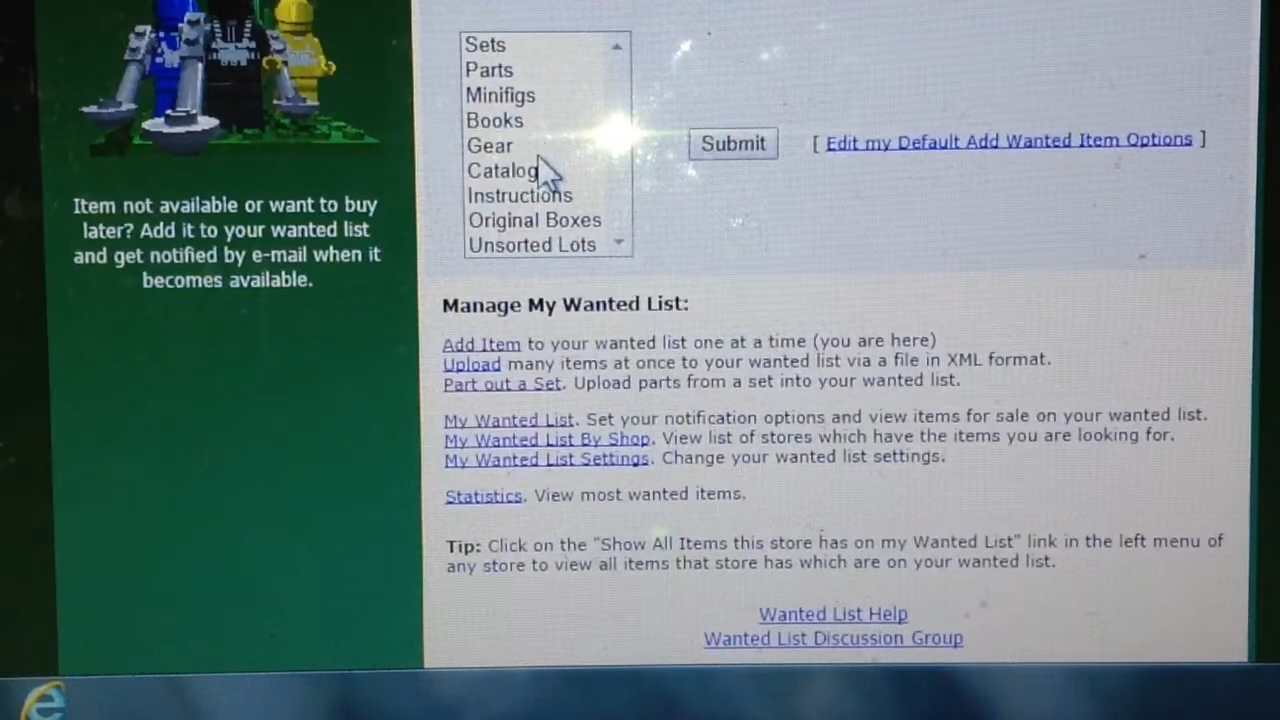 Item not available or want to buy
later? Add it to your wanted list
and get notified by e-mail when it
becomes available.
Sets
Parts
Minifigs
Books
Gear
Catalog
Instructions
Original Boxes
Unsorted Lots
Submit
[ Edit my Default Add Wanted Item Options ]
Manage My Wanted List:
Add Item to your wanted list one at a time (you are here)
Upload many items at once to your wanted list via a file in XML format.
Part out a Set. Upload parts from a set into your wanted list.
My Wanted List. Set your notification options and view items for sale on your wanted list.
My Wanted List By Shop. View list of stores which have the items you are looking for.
My Wanted List Settings. Change your wanted list settings.
Statistics. View most wanted items.
Tip: Click on the "Show All Items this store has on my Wanted List" link in the left menu of
any store to view all items that store has which are on your wanted list.
Wanted List Help
Wanted List Discussion Group